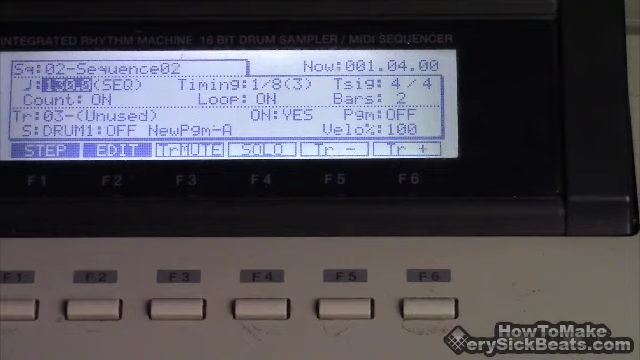 INTEGRATED RHYTHM MACHINE 16 BIT DRUM SAMPLER / MIDI SEQUENCER
Sq:02-Sequence02 Now:001.04.00
♩:130.0(SEQ) Timing:1/8(3) Tsig: 4/ 4
Count: ON Loop: ON Bars: 2
Tr:03-(Unused) ON:YES Pgm:OFF
S:DRUM1:OFF NewPgm-A Velo%:100
STEP EDIT TrMUTE SOLO Tr - Tr +
F1 F2 F3 F4 F5 F6
F1 F2 F3 F4 F5 F6
HowToMake
erySickBeats.com